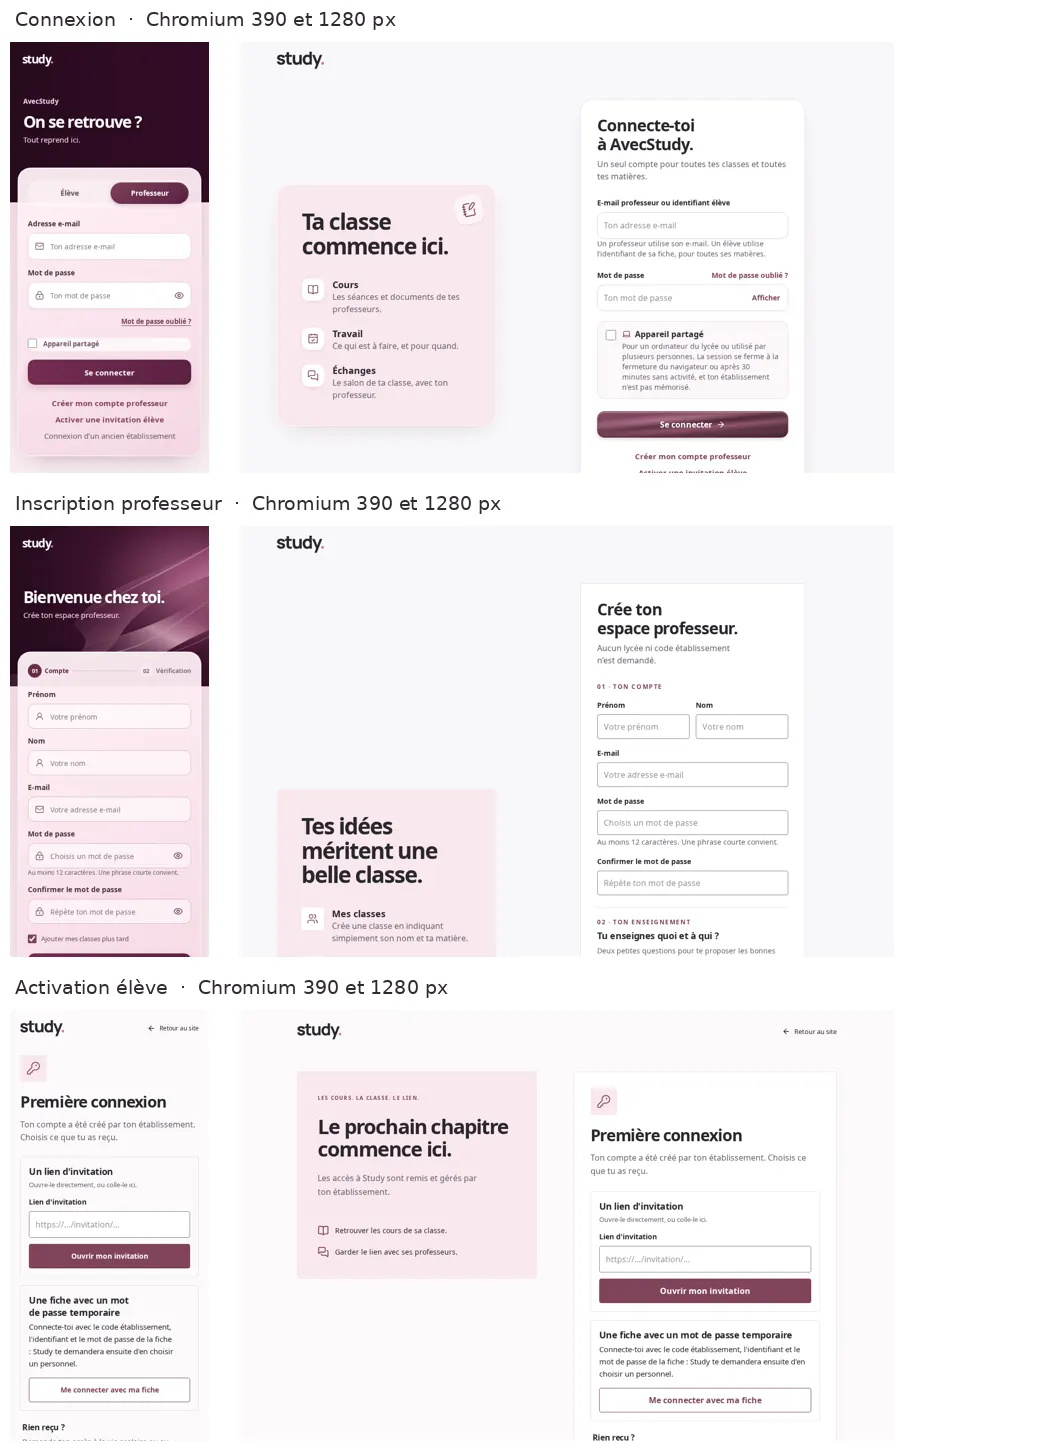 Connexion · Chromium 390 et 1280 px
study.
AvecStudy
On se retrouve ?
Tout reprend ici.
Élève
Professeur
Adresse e-mail
Ton adresse e-mail
Mot de passe
Ton mot de passe
Mot de passe oublié ?
Appareil partagé
Se connecter
Créer mon compte professeur
Activer une invitation élève
Connexion d'un ancien établissement
study.
Ta classe
commence ici.
Cours
Les séances et documents de tes
professeurs.
Travail
Ce qui est à faire, et pour quand.
Échanges
Le salon de ta classe, avec ton
professeur.
Connecte-toi
à AvecStudy.
Un seul compte pour toutes tes classes et toutes
tes matières.
E-mail professeur ou identifiant élève
Ton adresse e-mail
Un professeur utilise son e-mail. Un élève utilise
l'identifiant de sa fiche, pour toutes ses matières.
Mot de passe
Mot de passe oublié ?
Ton mot de passe
Afficher
Appareil partagé
Pour un ordinateur du lycée ou utilisé par
plusieurs personnes. La session se ferme à la
fermeture du navigateur ou après 30
minutes sans activité, et ton établissement
n'est pas mémorisé.
Se connecter →
Créer mon compte professeur
Activer une invitation élève
Inscription professeur · Chromium 390 et 1280 px
study.
Bienvenue chez toi.
Crée ton espace professeur.
01 Compte
02 Vérification
Prénom
Votre prénom
Nom
Votre nom
E-mail
Votre adresse e-mail
Mot de passe
Choisis un mot de passe
Au moins 12 caractères. Une phrase courte convient.
Confirmer le mot de passe
Répète ton mot de passe
Ajouter mes classes plus tard
study.
Tes idées
méritent une
belle classe.
Mes classes
Crée une classe en indiquant
simplement son nom et ta matière.
Crée ton
espace professeur.
Aucun lycée ni code établissement
n'est demandé.
01 · TON COMPTE
Prénom
Nom
Votre prénom
Votre nom
E-mail
Votre adresse e-mail
Mot de passe
Choisis un mot de passe
Au moins 12 caractères. Une phrase courte convient.
Confirmer le mot de passe
Répète ton mot de passe
02 · TON ENSEIGNEMENT
Tu enseignes quoi et à qui ?
Deux petites questions pour te proposer les bonnes
Activation élève · Chromium 390 et 1280 px
study.
← Retour au site
Première connexion
Ton compte a été créé par ton établissement.
Choisis ce que tu as reçu.
Un lien d'invitation
Ouvre-le directement, ou colle-le ici.
Lien d'invitation
https://…/invitation/…
Ouvrir mon invitation
Une fiche avec un mot
de passe temporaire
Connecte-toi avec le code établissement,
l'identifiant et le mot de passe de la fiche
: Study te demandera ensuite d'en choisir
un personnel.
Me connecter avec ma fiche
Rien reçu ?
study.
← Retour au site
LES COURS. LA CLASSE. LE LIEN.
Le prochain chapitre
commence ici.
Les accès à Study sont remis et gérés par
ton établissement.
Retrouver les cours de sa classe.
Garder le lien avec ses professeurs.
Première connexion
Ton compte a été créé par ton établissement. Choisis ce
que tu as reçu.
Un lien d'invitation
Ouvre-le directement, ou colle-le ici.
Lien d'invitation
https://…/invitation/…
Ouvrir mon invitation
Une fiche avec un mot de passe temporaire
Connecte-toi avec le code établissement, l'identifiant et le
mot de passe de la fiche : Study te demandera ensuite d'en
choisir un personnel.
Me connecter avec ma fiche
Rien reçu ?